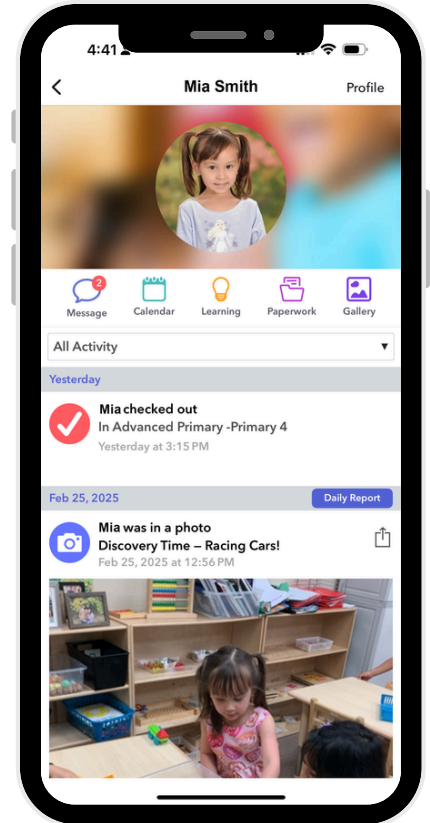 4:41
Mia Smith
Profile
2
Message
Calendar
Learning
Paperwork
Gallery
All Activity
Yesterday
Mia checked out
In Advanced Primary -Primary 4
Yesterday at 3:15 PM
Feb 25, 2025
Daily Report
Mia was in a photo
Discovery Time – Racing Cars!
Feb 25, 2025 at 12:56 PM